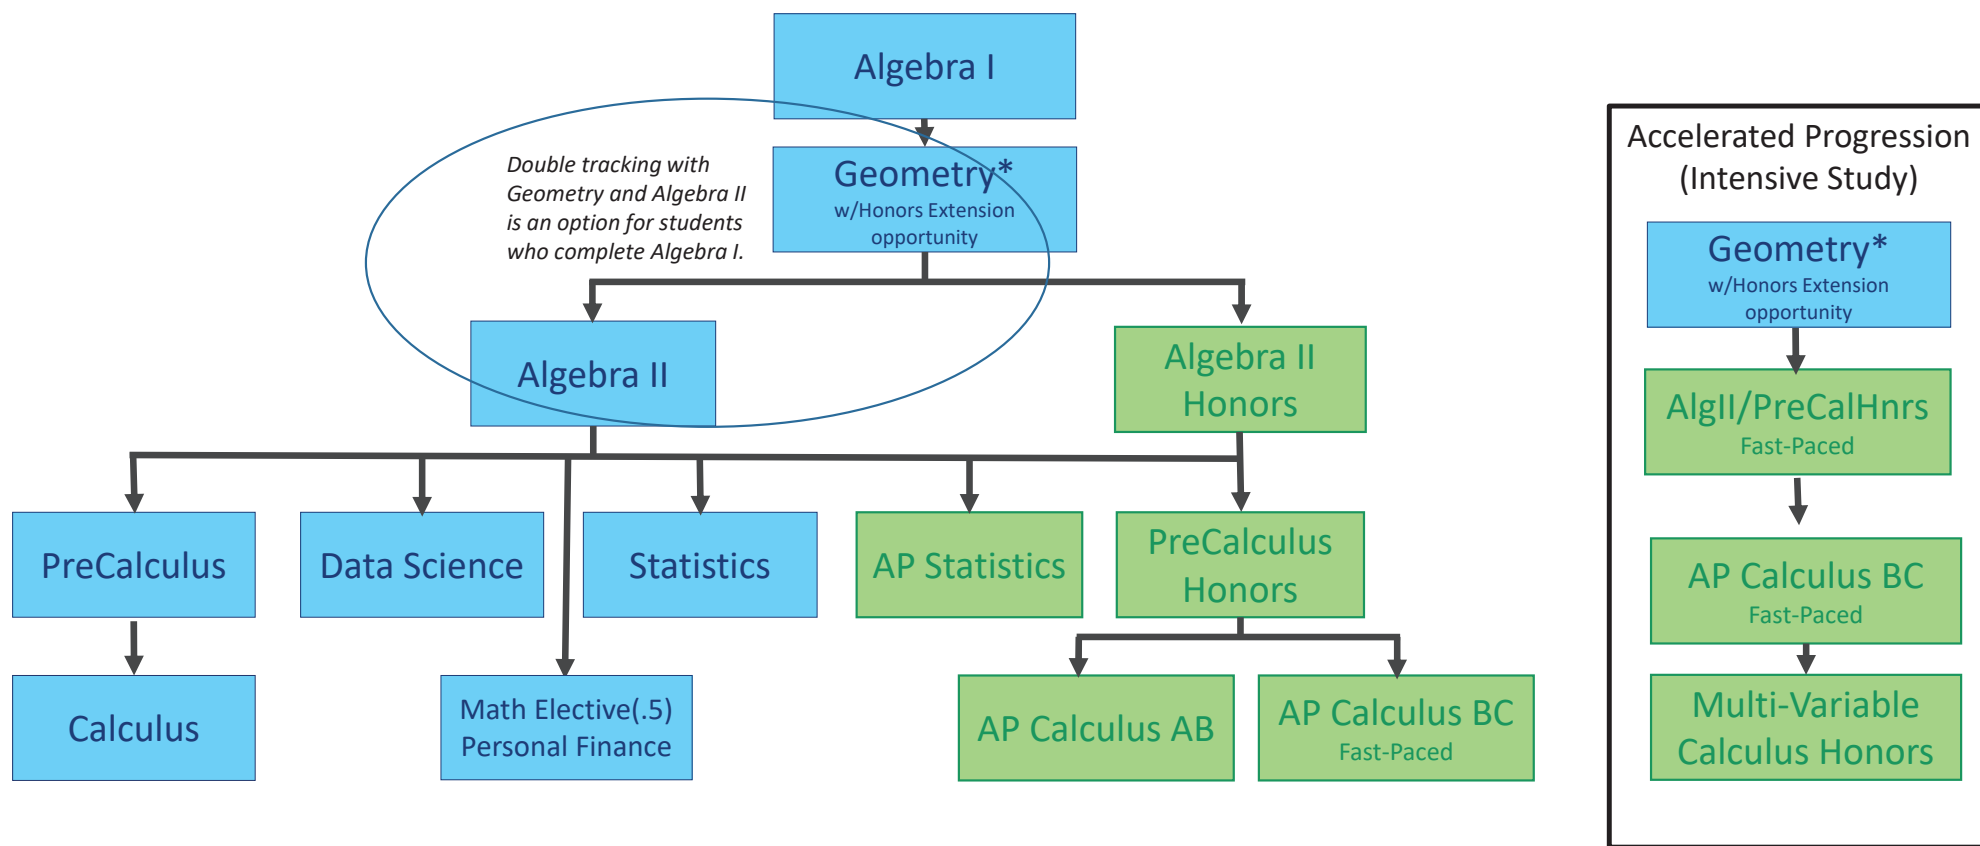 Algebra I
Double tracking with
Geometry and Algebra II
is an option for students
who complete Algebra I.
Geometry*
w/Honors Extension
opportunity
Algebra II
Algebra II
Honors
PreCalculus
Data Science
Statistics
AP Statistics
PreCalculus
Honors
Calculus
Math Elective(.5)
Personal Finance
AP Calculus AB
AP Calculus BC
Fast-Paced
Accelerated Progression
(Intensive Study)
Geometry*
w/Honors Extension
opportunity
AlgII/PreCalHnrs
Fast-Paced
AP Calculus BC
Fast-Paced
Multi-Variable
Calculus Honors